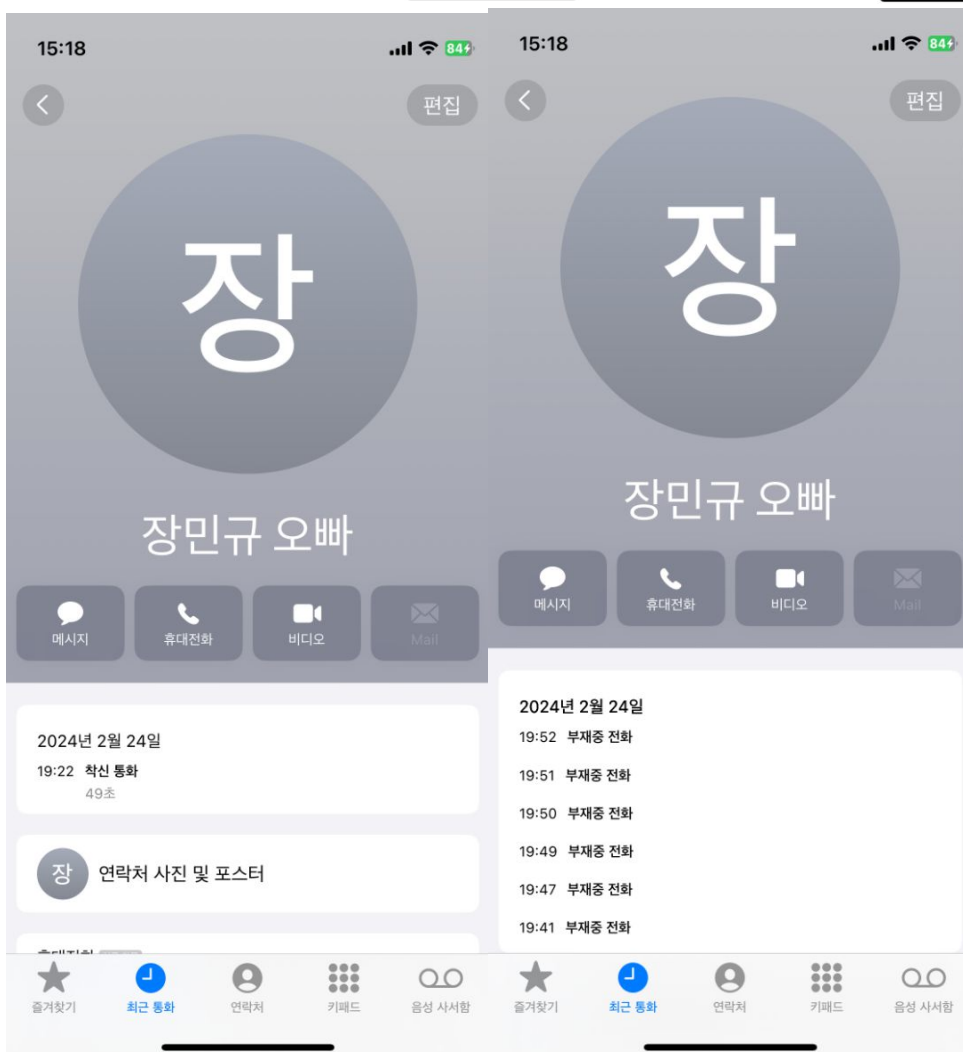 15:18
84
편집
장
장민규 오빠
메시지
휴대전화
비디오
Mail
2024년 2월 24일
19:22 착신 통화
49초
장
연락처 사진 및 포스터
즐겨찾기
최근 통화
연락처
키패드
음성 사서함
15:18
84
편집
장
장민규 오빠
메시지
휴대전화
비디오
Mail
2024년 2월 24일
19:52 부재중 전화
19:51 부재중 전화
19:50 부재중 전화
19:49 부재중 전화
19:47 부재중 전화
19:41 부재중 전화
즐겨찾기
최근 통화
연락처
키패드
음성 사서함